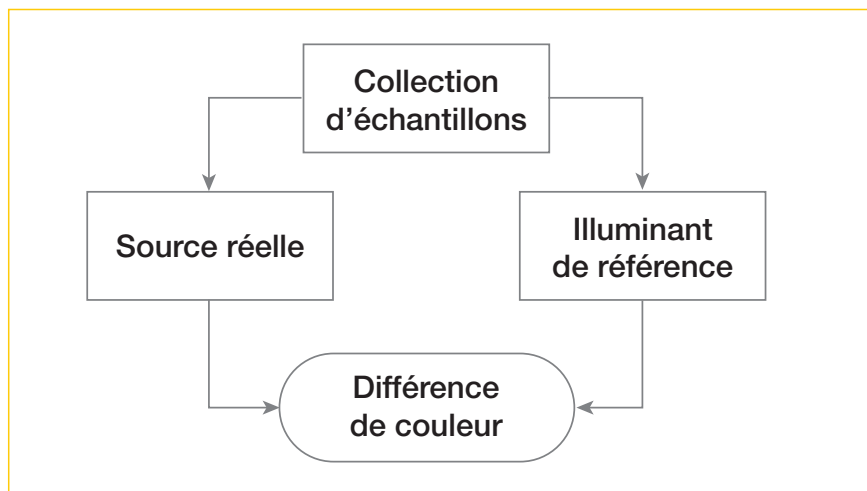 Collection
d’échantillons
Source réelle
Illuminant
de référence
Différence
de couleur